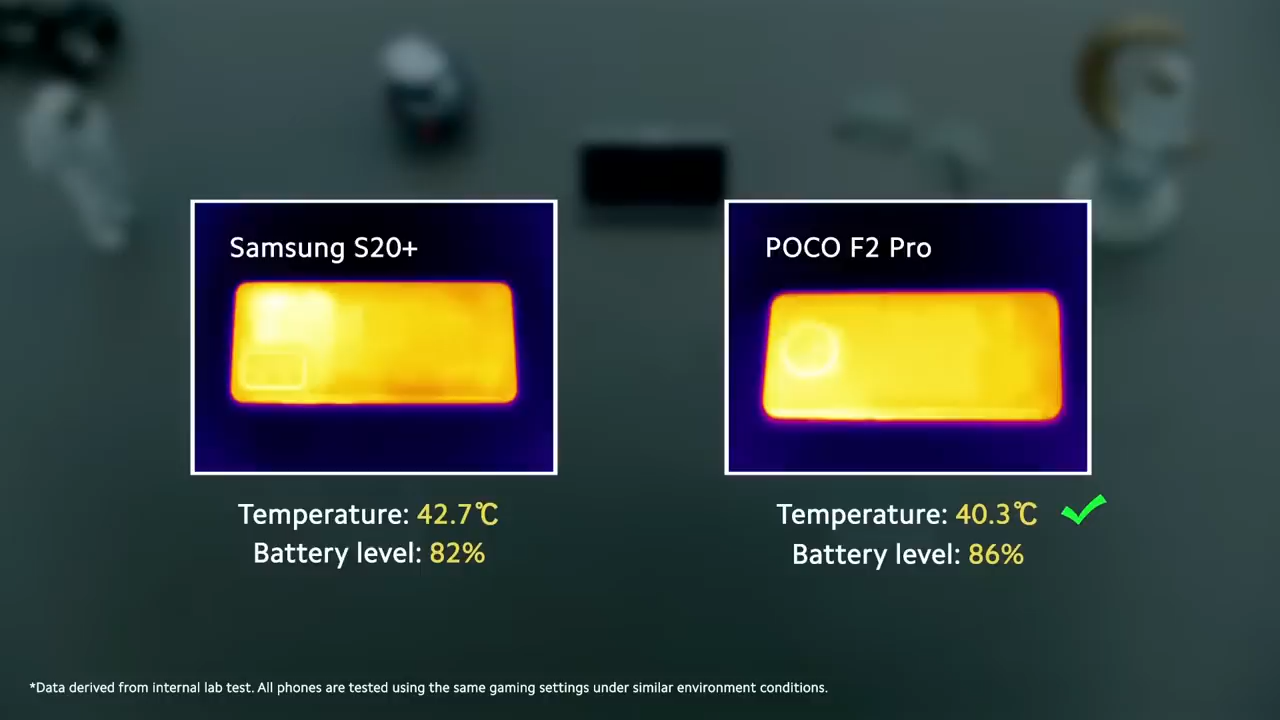 Samsung S20+
POCO F2 Pro
Temperature: 42.7℃
Battery level: 82%
Temperature: 40.3℃
Battery level: 86%
*Data derived from internal lab test. All phones are tested using the same gaming settings under similar environment conditions.